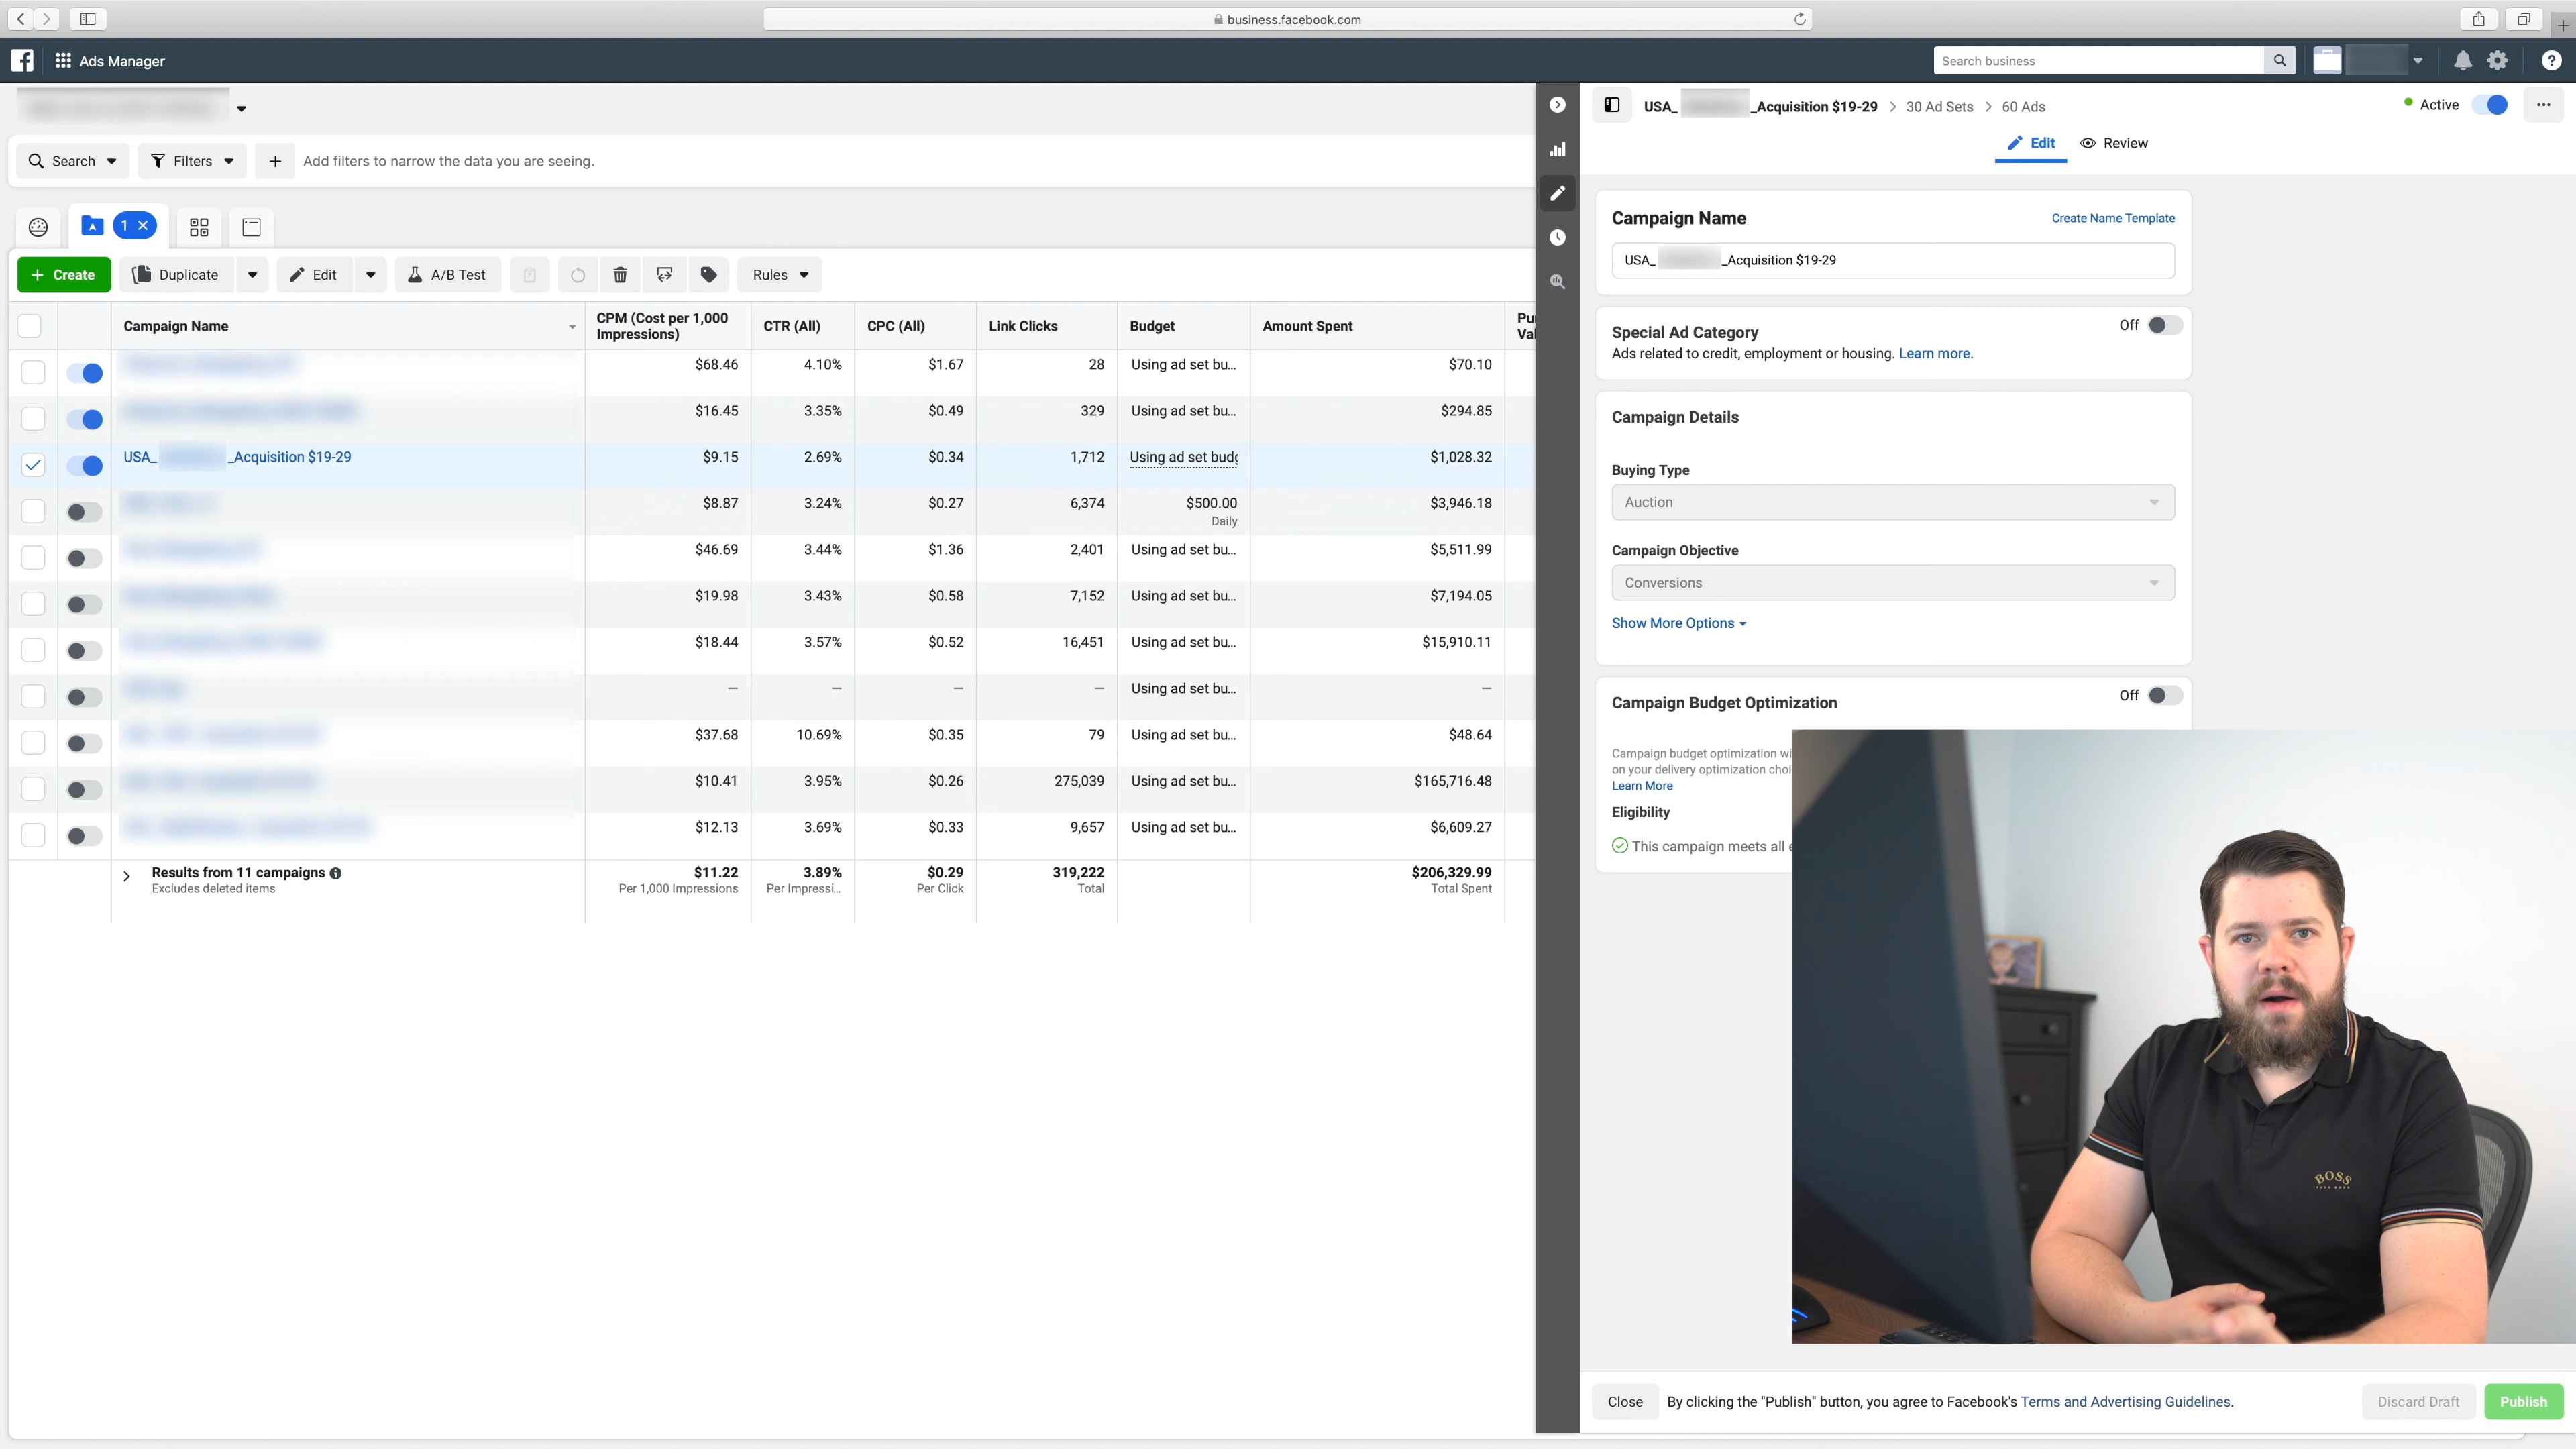 business.facebook.com
Ads Manager
Search business
Search
Filters
Add filters to narrow the data you are seeing.
1
Create
Duplicate
Edit
A/B Test
Rules
Campaign Name
CPM (Cost per 1,000
Impressions)
CTR (All)
CPC (All)
Link Clicks
Budget
Amount Spent
$68.46 4.10% $1.67 28 Using ad set bu... $70.10
$16.45 3.35% $0.49 329 Using ad set bu... $294.85
USA_ _Acquisition $19-29 $9.15 2.69% $0.34 1,712 Using ad set budg $1,028.32
$8.87 3.24% $0.27 6,374 $500.00 $3,946.18
Daily
$46.69 3.44% $1.36 2,401 Using ad set bu... $5,511.99
$19.98 3.43% $0.58 7,152 Using ad set bu... $7,194.05
$18.44 3.57% $0.52 16,451 Using ad set bu... $15,910.11
— — — — Using ad set bu... —
$37.68 10.69% $0.35 79 Using ad set bu... $48.64
$10.41 3.95% $0.26 275,039 Using ad set bu... $165,716.48
$12.13 3.69% $0.33 9,657 Using ad set bu... $6,609.27
Results from 11 campaigns $11.22 3.89% $0.29 319,222 $206,329.99
Excludes deleted items Per 1,000 Impressions Per Impressi... Per Click Total Total Spent
USA_ _Acquisition $19-29 > 30 Ad Sets > 60 Ads
Active
Edit
Review
Campaign Name
Create Name Template
USA_ _Acquisition $19-29
Special Ad Category
Off
Ads related to credit, employment or housing. Learn more.
Campaign Details
Buying Type
Auction
Campaign Objective
Conversions
Show More Options
Campaign Budget Optimization
Off
Campaign budget optimization wi
on your delivery optimization choi
Learn More
Eligibility
This campaign meets all e
BOSS
Close
By clicking the "Publish" button, you agree to Facebook's Terms and Advertising Guidelines.
Discard Draft
Publish